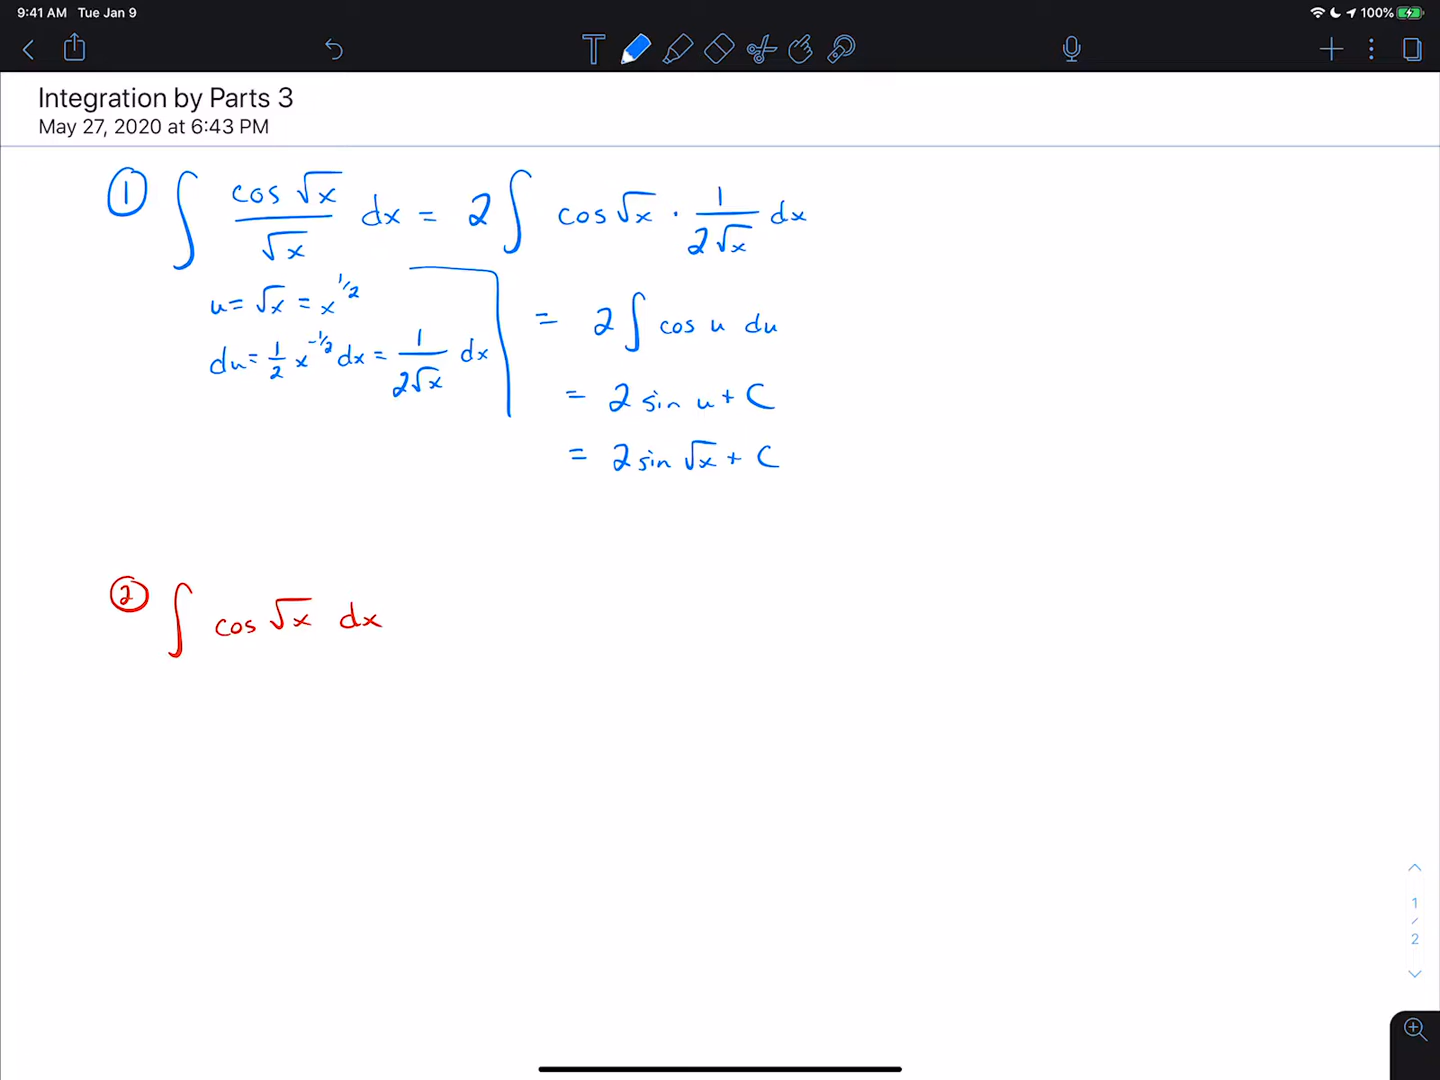 9:41 AM Tue Jan 9 100%
Integration by Parts 3
May 27, 2020 at 6:43 PM
① ∫ cos √x / √x dx = 2 ∫ cos √x · 1/(2√x) dx
u = √x = x^(1/2)
du = 1/2 x^(-1/2) dx = 1/(2√x) dx
= 2 ∫ cos u du
= 2 sin u + C
= 2 sin √x + C
② ∫ cos √x dx
1
/
2